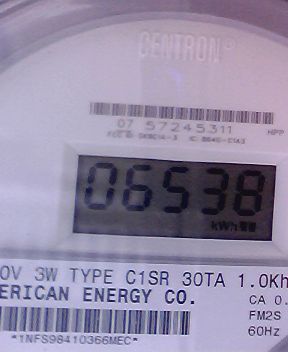 CENTRON®
07 57245311
HPP
06538
kWh
0V 3W TYPE C1SR 30TA 1.0Kh
ERICAN ENERGY CO.
CA 0.
FM2S
60Hz
*1NFS98410366MEC*